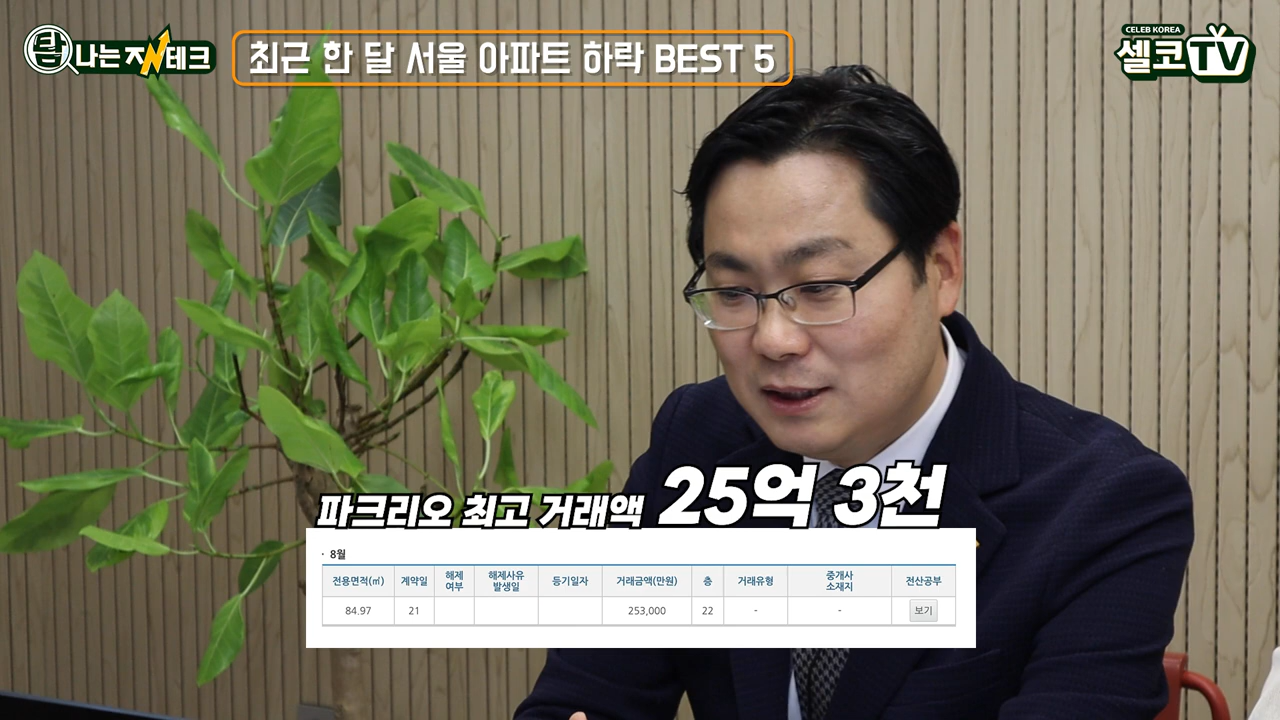 나는 재테크
최근 한 달 서울 아파트 하락 BEST 5
CELEB KOREA
셀코TV
파크리오 최고 거래액 25억 3천
· 8월
전용면적(㎡) 계약일 해제여부 해제사유발생일 등기일자 거래금액(만원) 층 거래유형 중개사소재지 전산공부
84.97 21 253,000 22 - - 보기